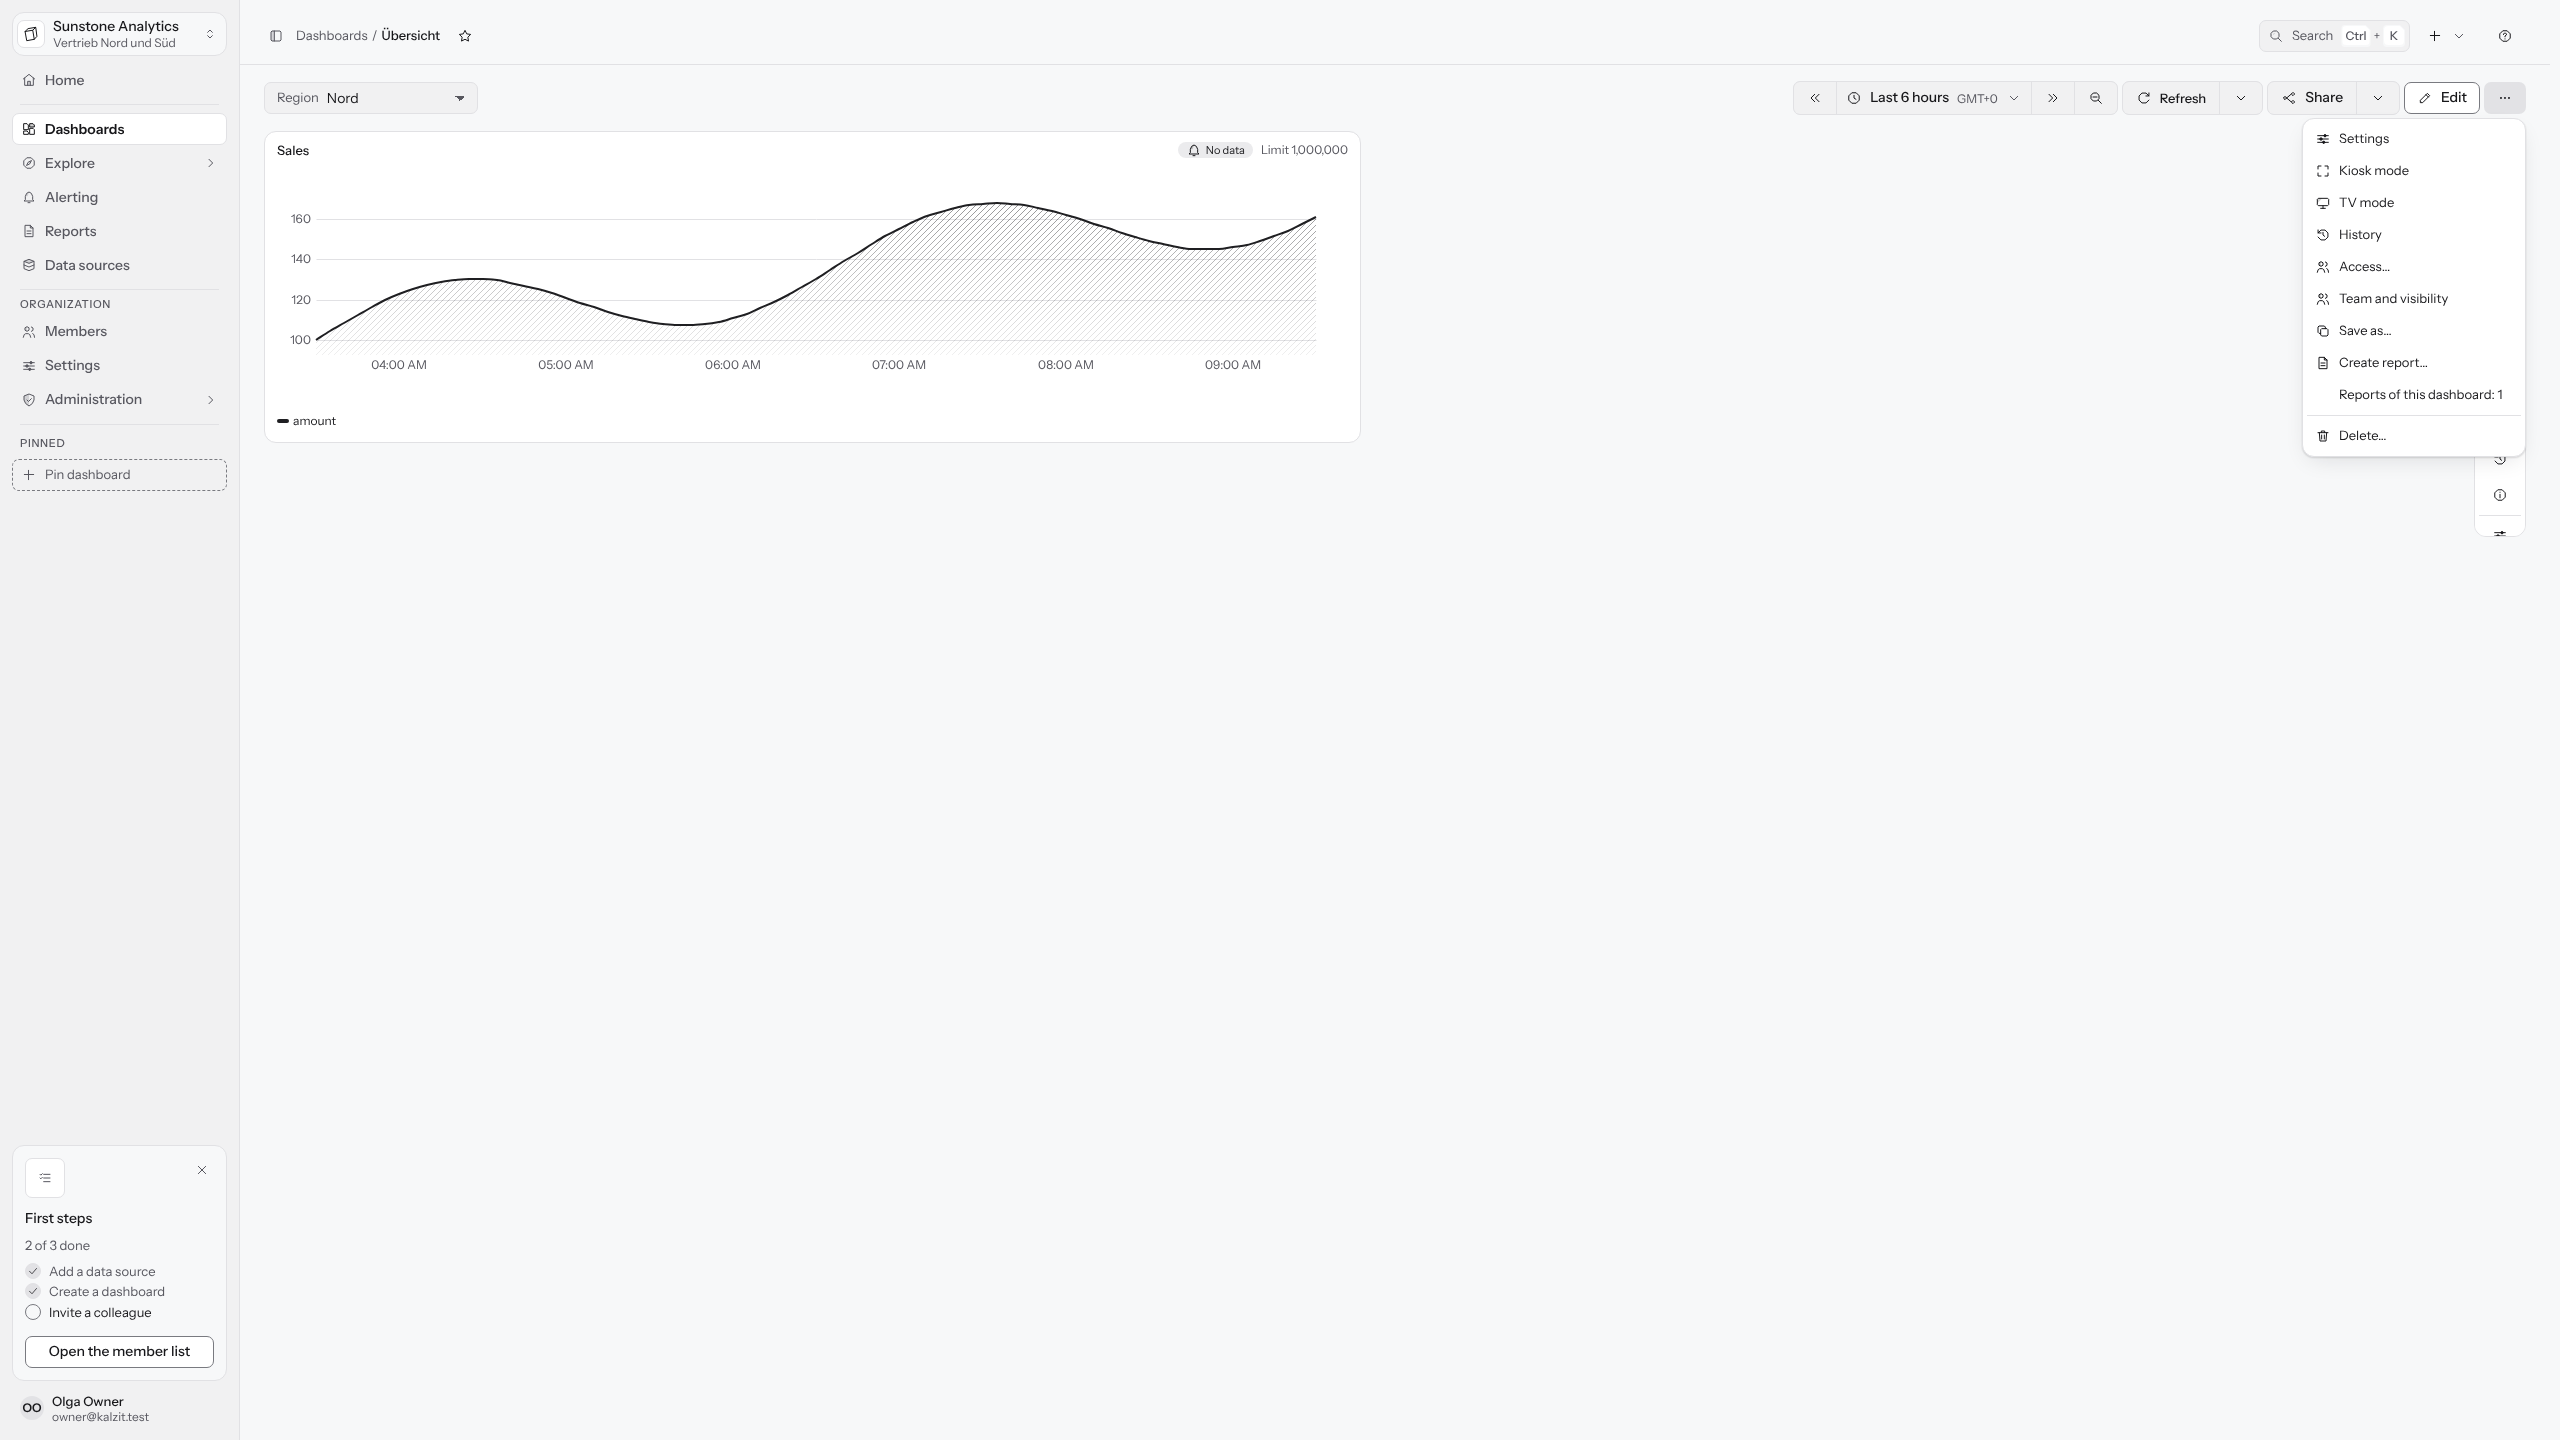 Sunstone Analytics
Vertrieb Nord und Süd
Home
Dashboards
Explore
Alerting
Reports
Data sources
ORGANIZATION
Members
Settings
Administration
PINNED
Pin dashboard
First steps
2 of 3 done
Add a data source
Create a dashboard
Invite a colleague
Open the member list
OO
Olga Owner
owner@kalzit.test
Dashboards / Übersicht
Search Ctrl + K
Region Nord
Last 6 hours GMT+0
Refresh
Share
Edit
Sales
No data
Limit 1,000,000
160
140
120
100
04:00 AM 05:00 AM 06:00 AM 07:00 AM 08:00 AM 09:00 AM
amount
Settings
Kiosk mode
TV mode
History
Access...
Team and visibility
Save as...
Create report...
Reports of this dashboard: 1
Delete...